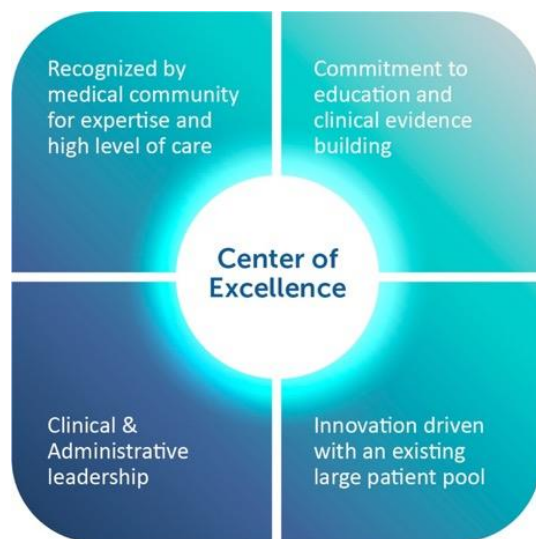 Recognized by
medical community
for expertise and
high level of care
Commitment to
education and
clinical evidence
building
Center of
Excellence
Clinical &
Administrative
leadership
Innovation driven
with an existing
large patient pool